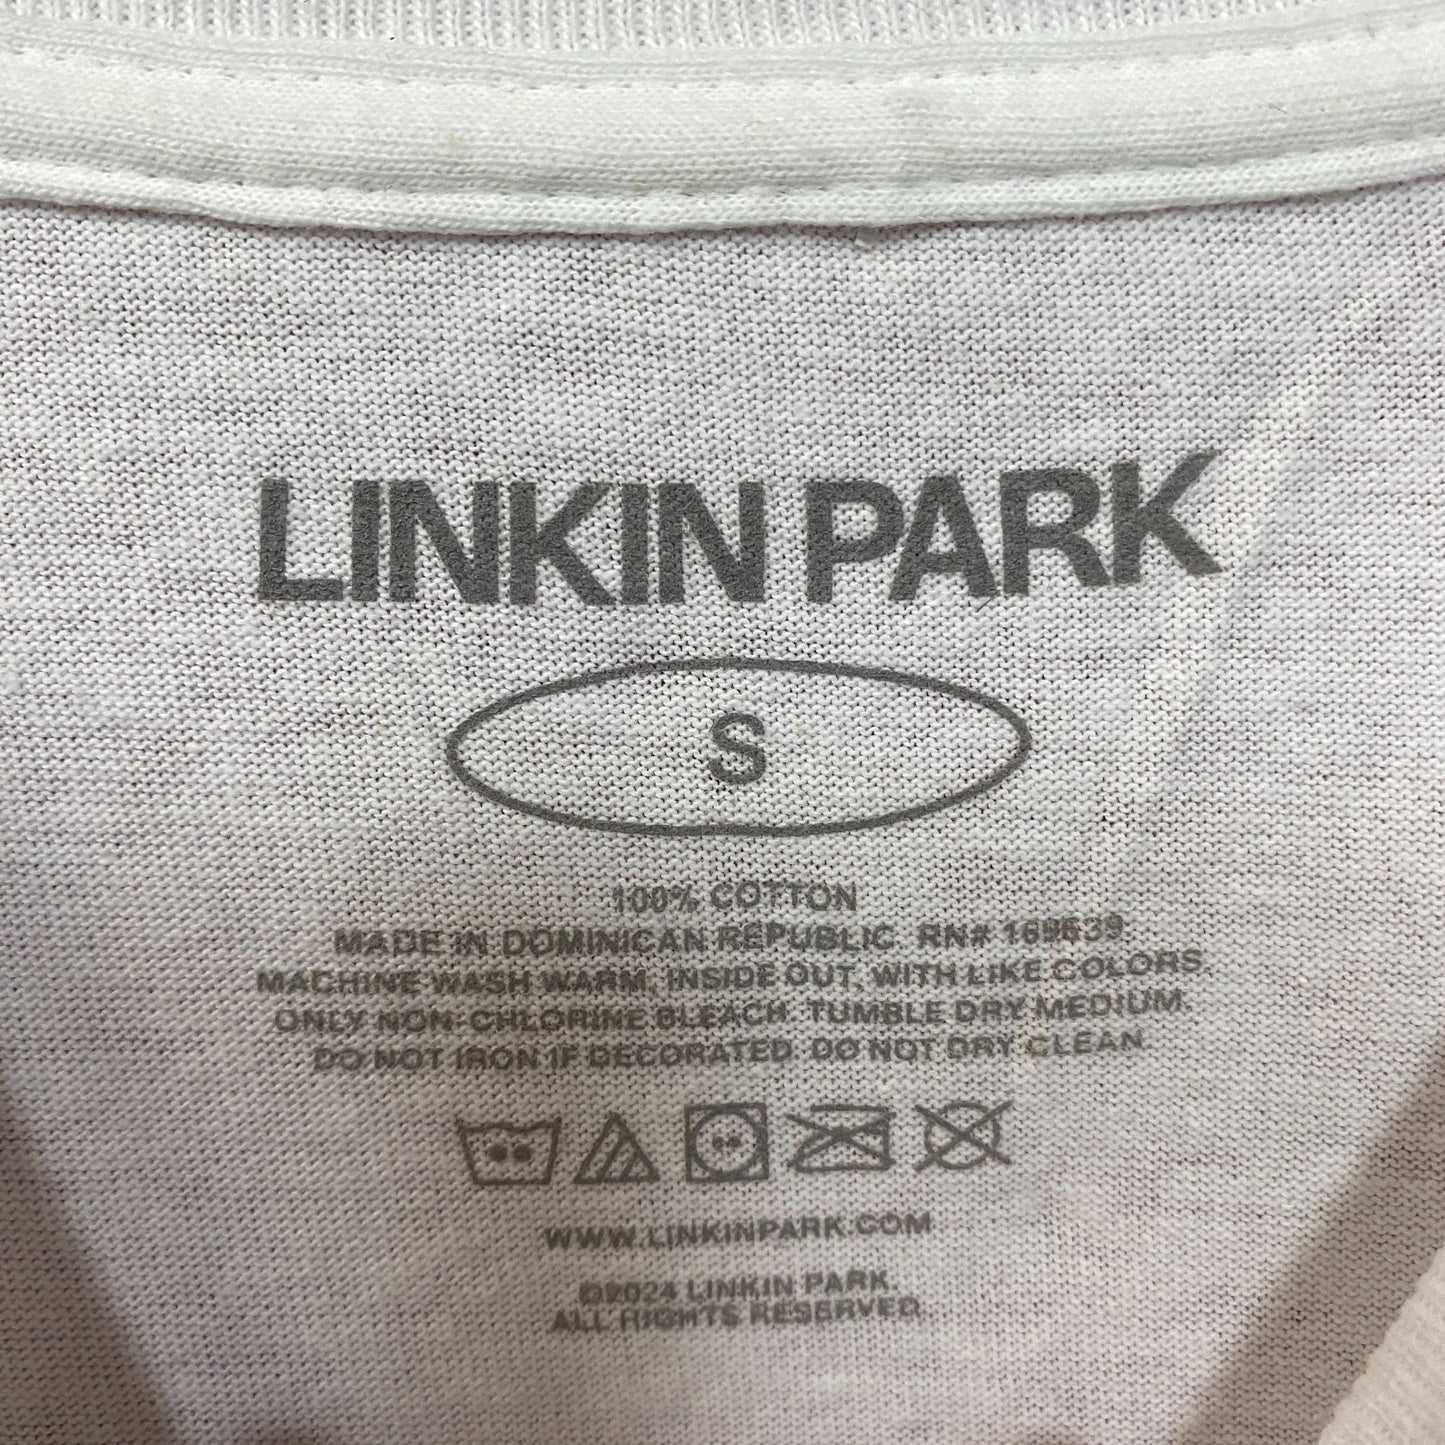 LINKIN PARK
S
100% COTTON
MADE IN DOMINICAN REPUBLIC. RN# 169639
MACHINE WASH WARM, INSIDE OUT, WITH LIKE COLORS.
ONLY NON-CHLORINE BLEACH. TUMBLE DRY MEDIUM.
DO NOT IRON IF DECORATED. DO NOT DRY CLEAN.
WWW.LINKINPARK.COM
©2024 LINKIN PARK.
ALL RIGHTS RESERVED.